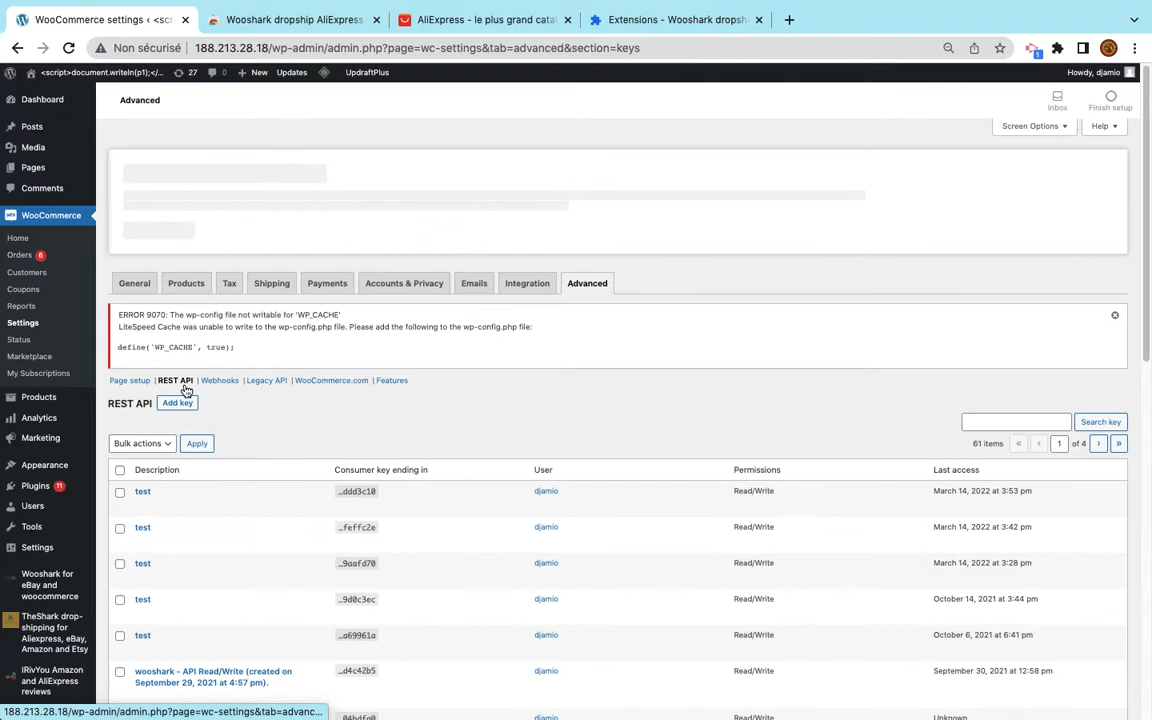 WooCommerce settings ‹ <scr
Wooshark dropship AliExpress
AliExpress - le plus grand cata
Extensions - Wooshark dropsh
Non sécurisé
188.213.28.18/wp-admin/admin.php?page=wc-settings&tab=advanced&section=keys
1
<script>document.writeln(p1);</...
27
0
New
Updates
UpdraftPlus
Howdy, djamio
Dashboard
Posts
Media
Pages
Comments
WooCommerce
Home
Orders 6
Customers
Coupons
Reports
Settings
Status
Marketplace
My Subscriptions
Products
Analytics
Marketing
Appearance
Plugins 11
Users
Tools
Settings
Wooshark for
eBay and
woocommerce
TheShark drop-
shipping for
Aliexpress, eBay,
Amazon and Etsy
IRivYou Amazon
and AliExpress
reviews
Advanced
Inbox
Finish setup
Screen Options
Help
General
Products
Tax
Shipping
Payments
Accounts & Privacy
Emails
Integration
Advanced
ERROR 9070: The wp-config file not writable for 'WP_CACHE'
LiteSpeed Cache was unable to write to the wp-config.php file. Please add the following to the wp-config.php file:
define('WP_CACHE', true);
Page setup | REST API | Webhooks | Legacy API | WooCommerce.com | Features
REST API Add key
Search key
Bulk actions Apply
61 items « ‹ 1 of 4 › »
Description Consumer key ending in User Permissions Last access
test …ddd3c10 djamio Read/Write March 14, 2022 at 3:53 pm
test …feffc2e djamio Read/Write March 14, 2022 at 3:42 pm
test …9aafd70 djamio Read/Write March 14, 2022 at 3:28 pm
test …9d0c3ec djamio Read/Write October 14, 2021 at 3:44 pm
test …a69961a djamio Read/Write October 6, 2021 at 6:41 pm
wooshark - API Read/Write (created on …d4c42b5 djamio Read/Write September 30, 2021 at 12:58 pm
September 29, 2021 at 4:57 pm).
…04bdfa0 djamio Read/Write Unknown
188.213.28.18/wp-admin/admin.php?page=wc-settings&tab=advanc...